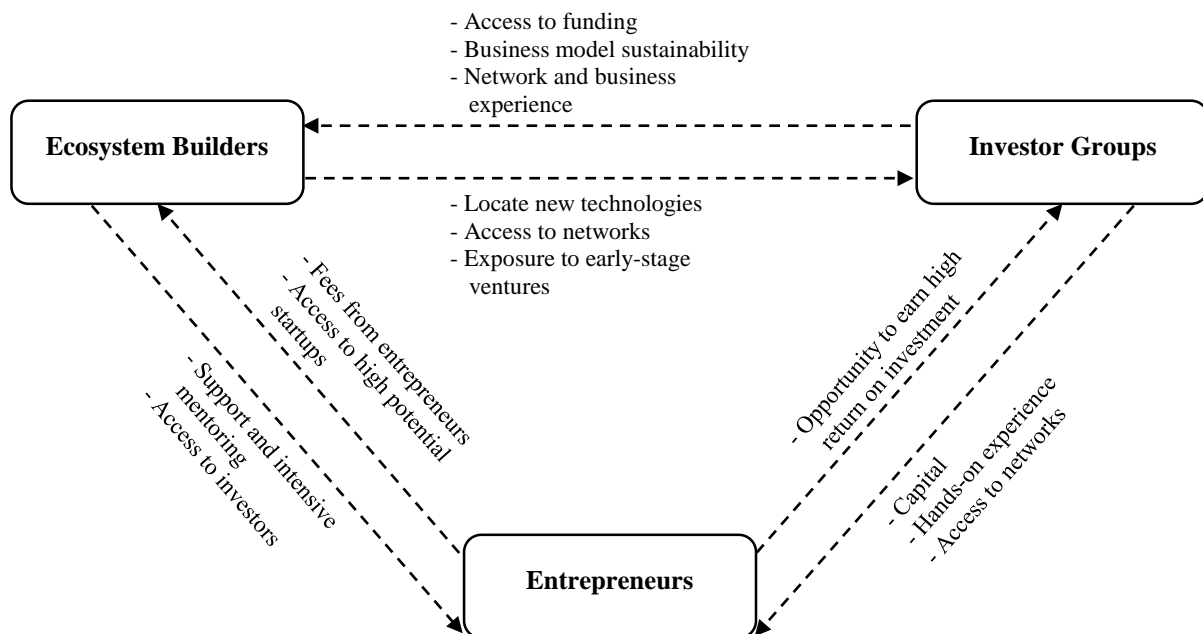 - Access to funding
- Business model sustainability
- Network and business
experience
Ecosystem Builders
Investor Groups
- Locate new technologies
- Access to networks
- Exposure to early-stage
ventures
- Fees from entrepreneurs
- Access to high potential
startups
- Support and intensive
mentoring
- Access to investors
- Opportunity to earn high
return on investment
- Capital
- Hands-on experience
- Access to networks
Entrepreneurs